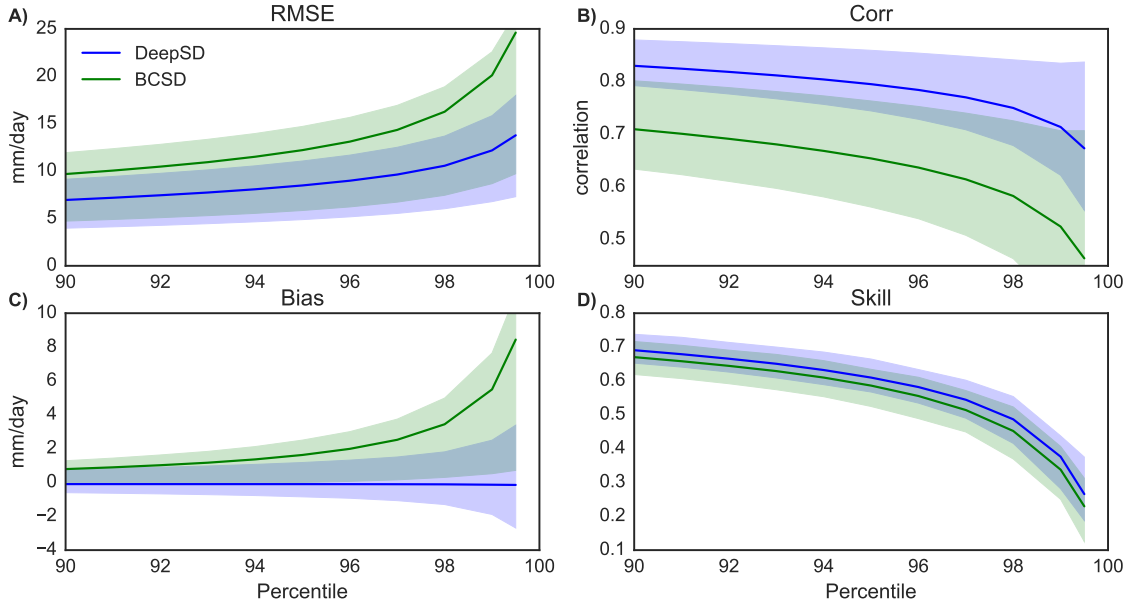 A) RMSE
25
20
15
10
5
0
mm/day
DeepSD
BCSD
90 92 94 96 98 100
B) Corr
0.9
0.8
0.7
0.6
0.5
correlation
90 92 94 96 98 100
C) Bias
10
8
6
4
2
0
−2
−4
mm/day
90 92 94 96 98 100
Percentile
D) Skill
0.8
0.7
0.6
0.5
0.4
0.3
0.2
0.1
90 92 94 96 98 100
Percentile